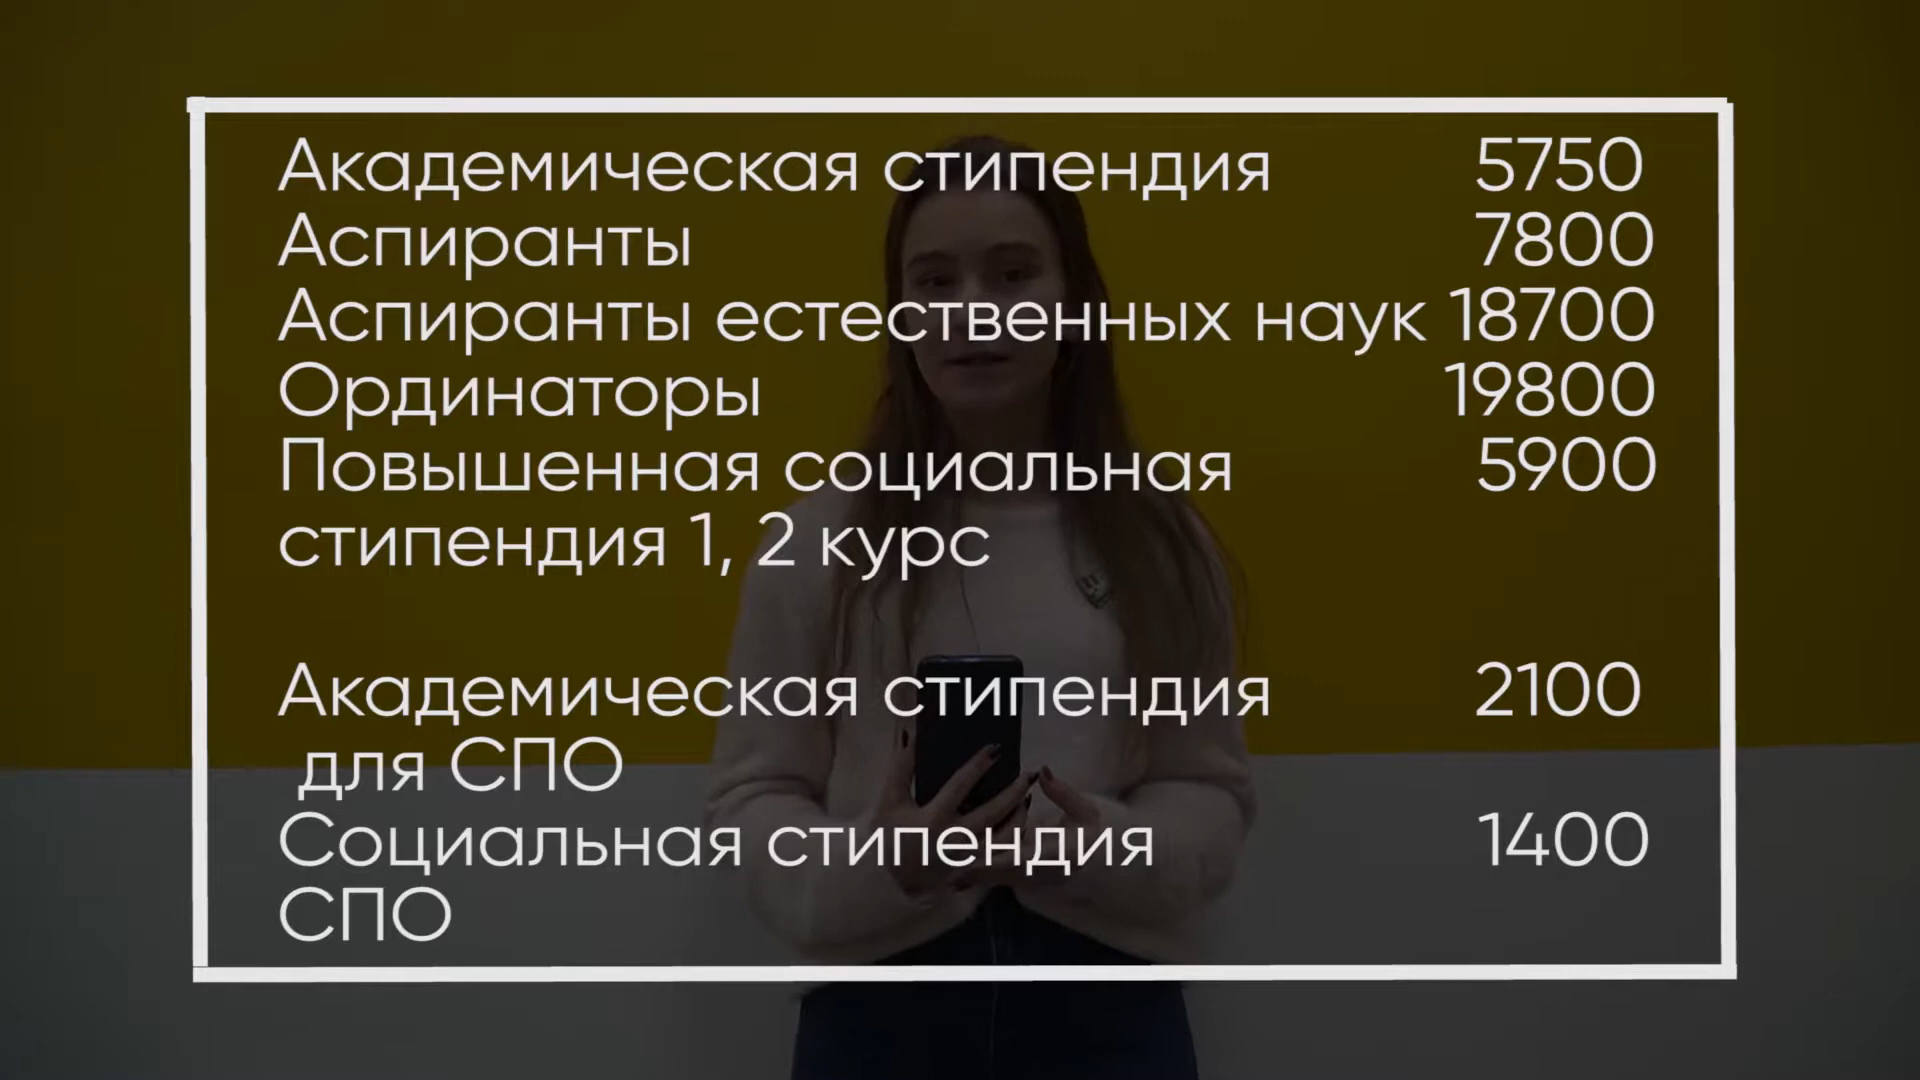 Академическая стипендия 5750
Аспиранты 7800
Аспиранты естественных наук 18700
Ординаторы 19800
Повышенная социальная 5900
стипендия 1, 2 курс
Академическая стипендия 2100
для СПО
Социальная стипендия 1400
СПО